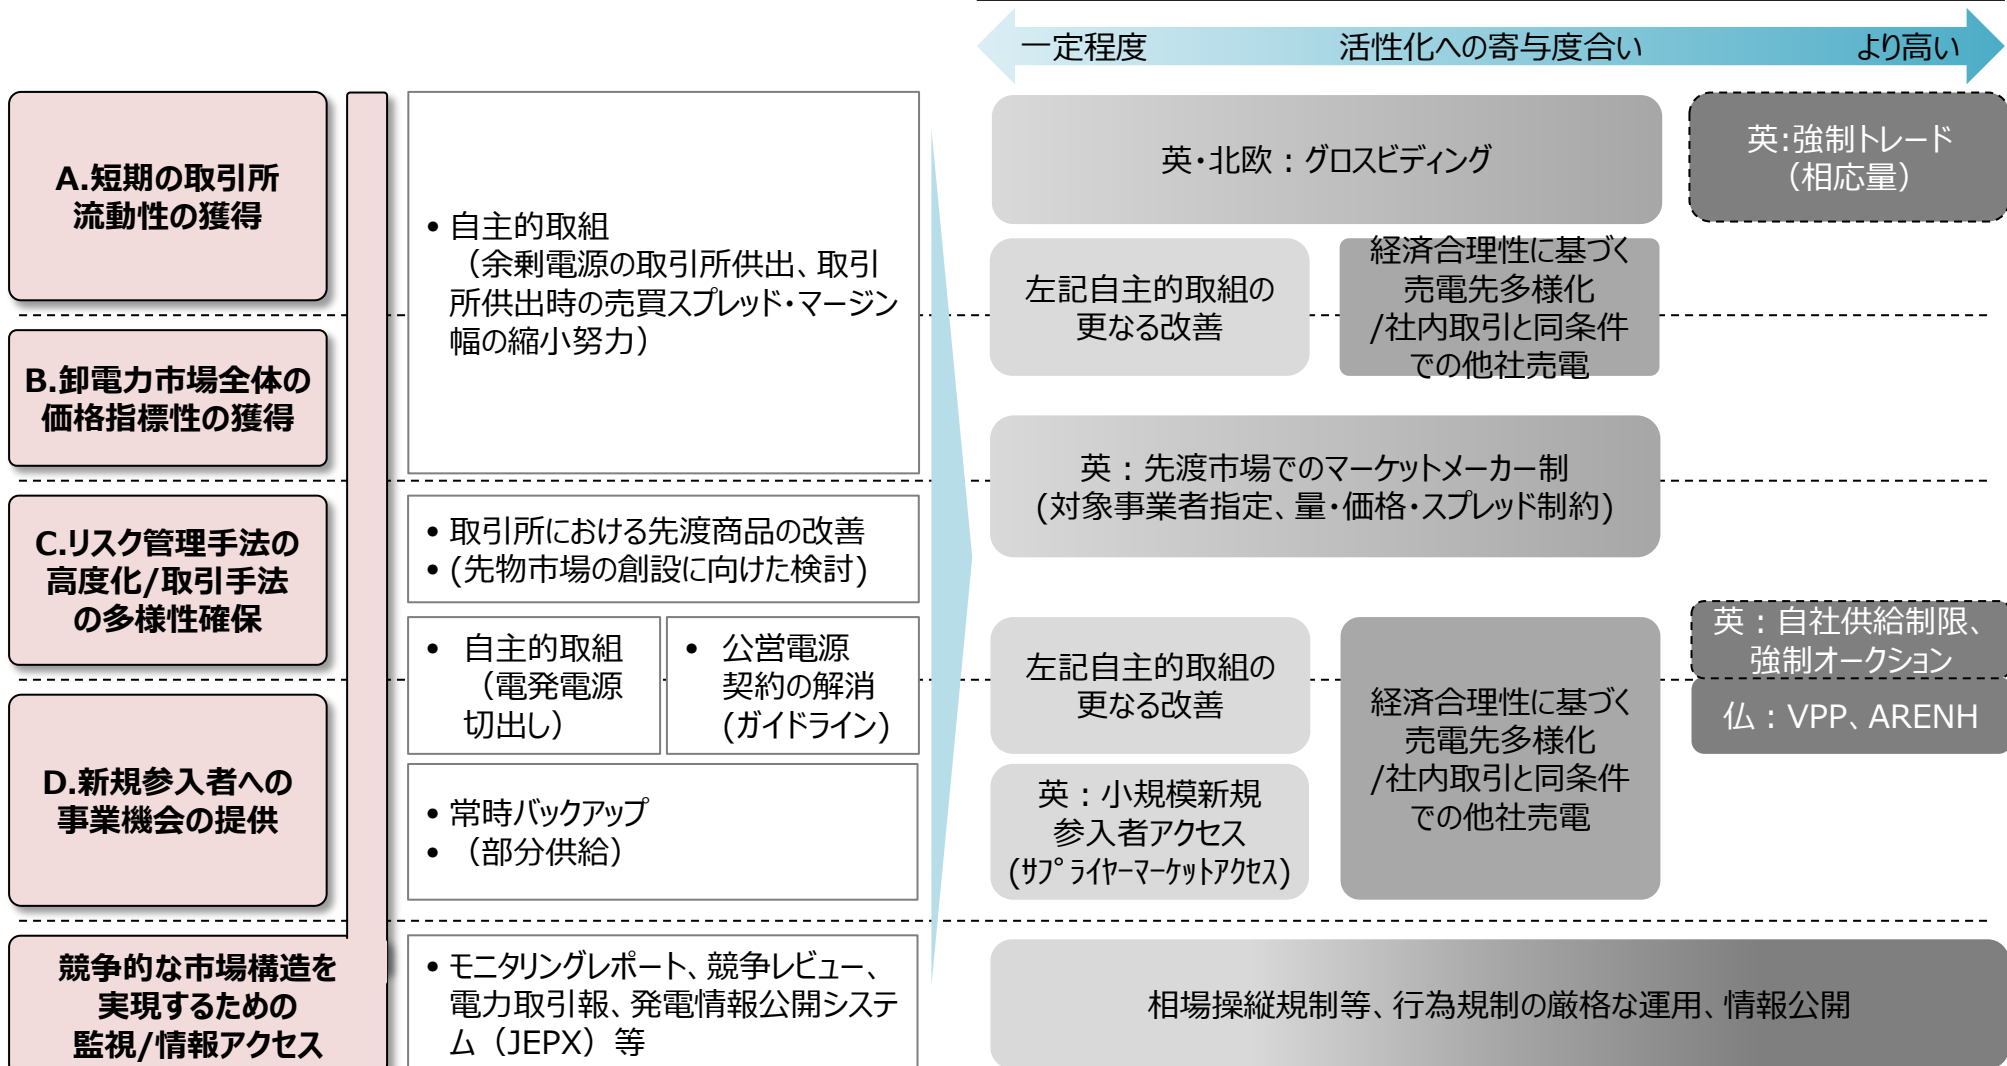 一定程度
活性化への寄与度合い
より高い
A.短期の取引所
流動性の獲得
• 自主的取組
（余剰電源の取引所供出、取引
所供出時の売買スプレッド・マージン
幅の縮小努力）
英・北欧：グロスビディング
英:強制トレード
（相応量）
左記自主的取組の
更なる改善
経済合理性に基づく
売電先多様化
/社内取引と同条件
での他社売電
B.卸電力市場全体の
価格指標性の獲得
英：先渡市場でのマーケットメーカー制
(対象事業者指定、量・価格・スプレッド制約)
C.リスク管理手法の
高度化/取引手法
の多様性確保
• 取引所における先渡商品の改善
• (先物市場の創設に向けた検討)
• 自主的取組
（電発電源
切出し）
• 公営電源
契約の解消
(ガイドライン)
左記自主的取組の
更なる改善
経済合理性に基づく
売電先多様化
/社内取引と同条件
での他社売電
英：自社供給制限、
強制オークション
仏：VPP、ARENH
D.新規参入者への
事業機会の提供
• 常時バックアップ
• （部分供給）
英：小規模新規
参入者アクセス
(ｻﾌﾟﾗｲﾔｰﾏｰｹｯﾄｱｸｾｽ)
競争的な市場構造を
実現するための
監視/情報アクセス
• モニタリングレポート、競争レビュー、
電力取引報、発電情報公開システ
ム（JEPX）等
相場操縦規制等、行為規制の厳格な運用、情報公開